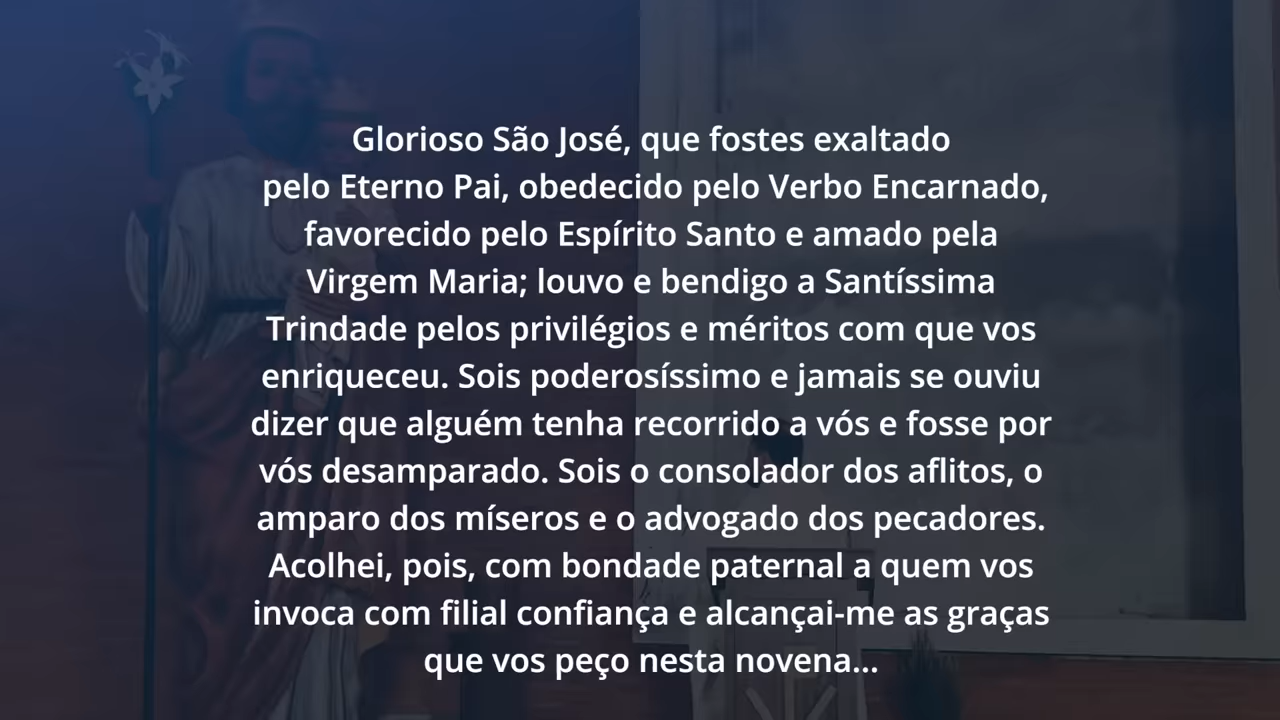 Glorioso São José, que fostes exaltado
pelo Eterno Pai, obedecido pelo Verbo Encarnado,
favorecido pelo Espírito Santo e amado pela
Virgem Maria; louvo e bendigo a Santíssima
Trindade pelos privilégios e méritos com que vos
enriqueceu. Sois poderosíssimo e jamais se ouviu
dizer que alguém tenha recorrido a vós e fosse por
vós desamparado. Sois o consolador dos aflitos, o
amparo dos míseros e o advogado dos pecadores.
Acolhei, pois, com bondade paternal a quem vos
invoca com filial confiança e alcançai-me as graças
que vos peço nesta novena...